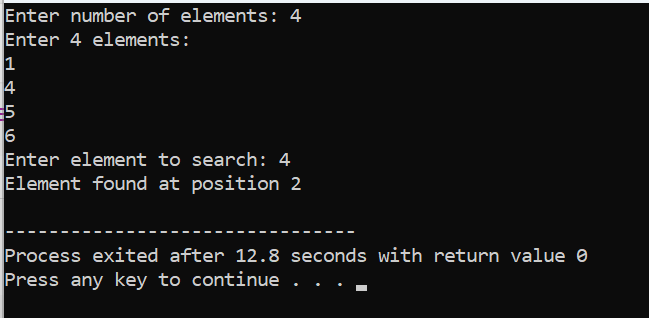 Enter number of elements: 4
Enter 4 elements:
1
4
5
6
Enter element to search: 4
Element found at position 2
--------------------------------
Process exited after 12.8 seconds with return value 0
Press any key to continue . . .